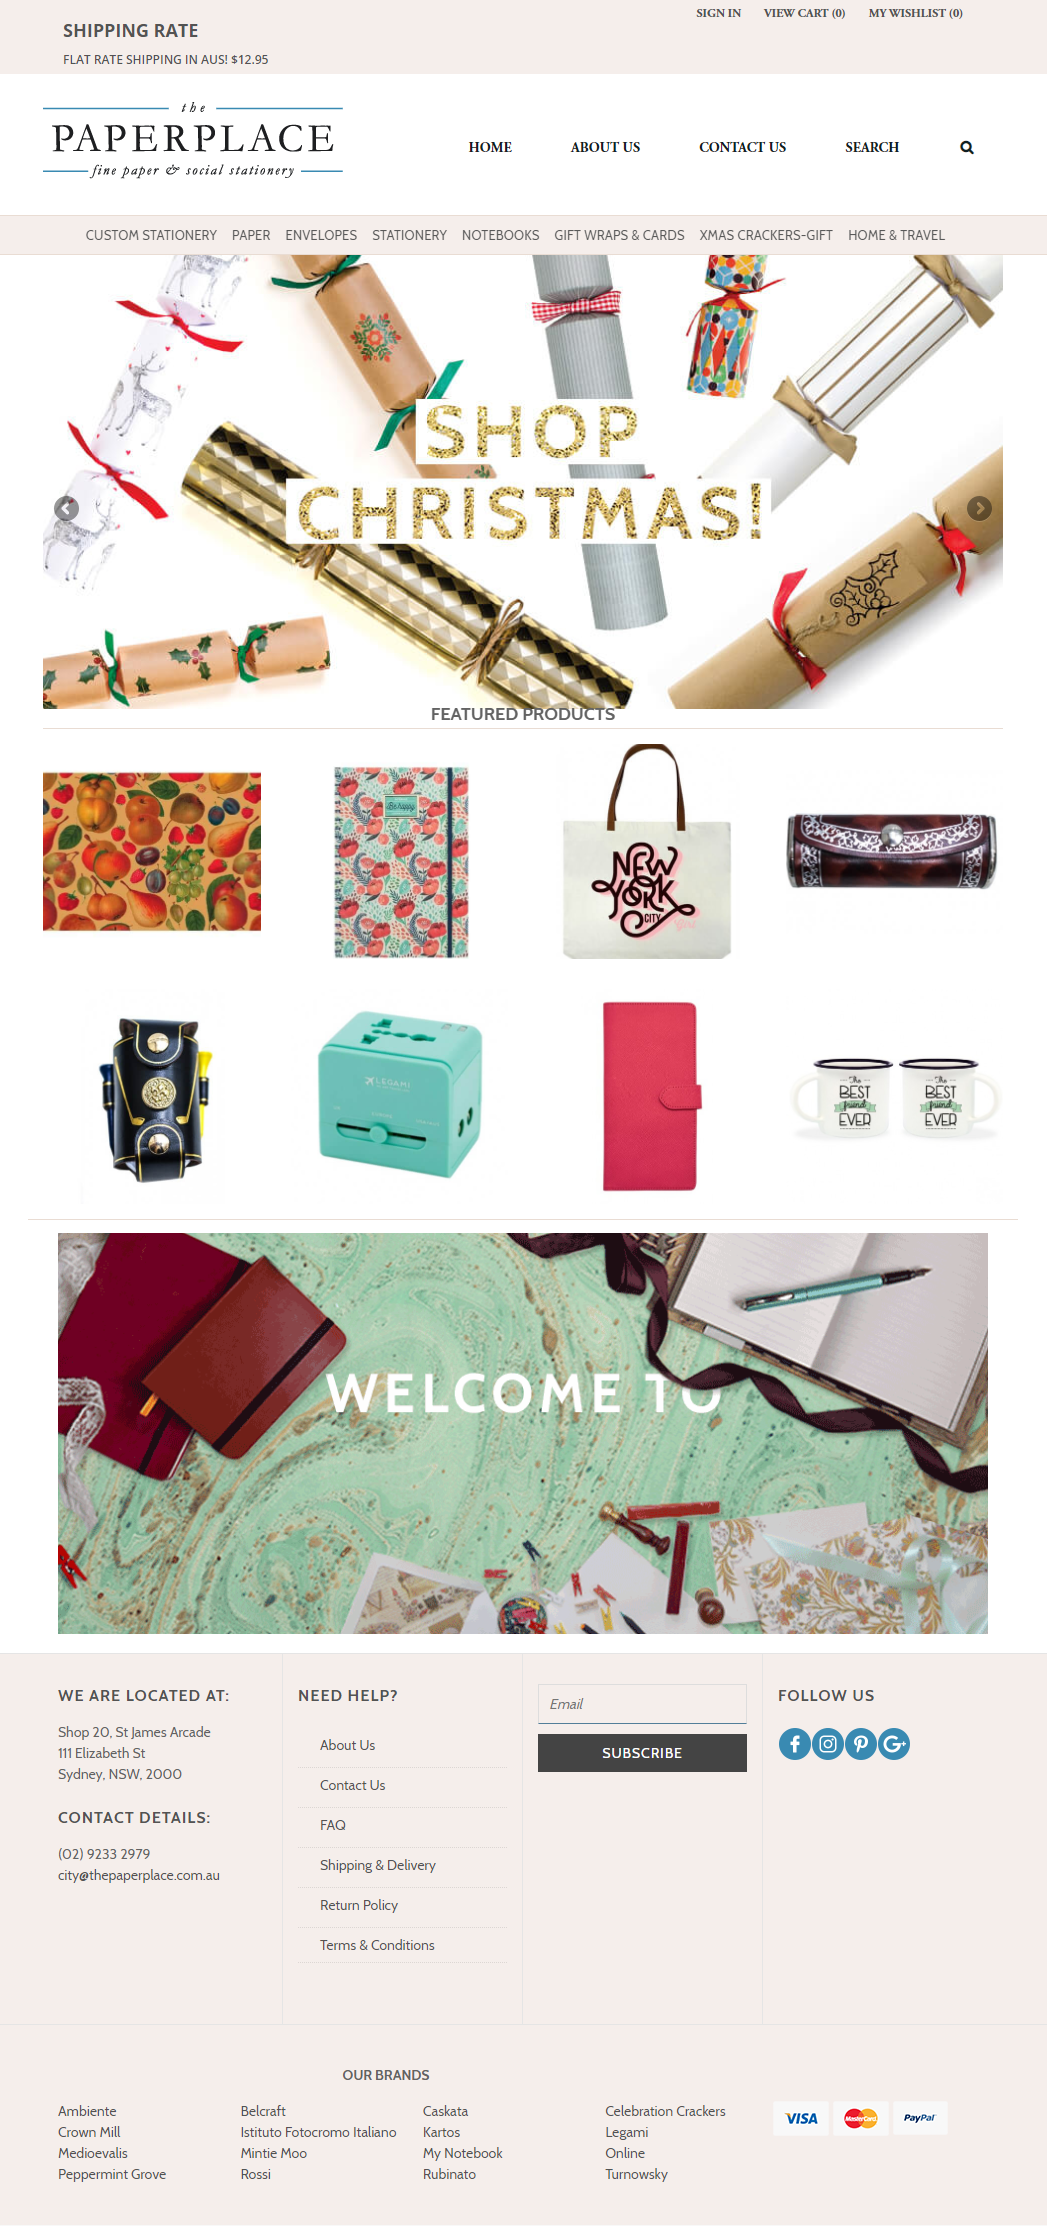 SIGN IN VIEW CART (0) MY WISHLIST (0)
SHIPPING RATE
FLAT RATE SHIPPING IN AUS! $12.95
the
PAPERPLACE
fine paper & social stationery
HOME ABOUT US CONTACT US SEARCH
CUSTOM STATIONERY PAPER ENVELOPES STATIONERY NOTEBOOKS GIFT WRAPS & CARDS XMAS CRACKERS-GIFT HOME & TRAVEL
SHOP
CHRISTMAS!
FEATURED PRODUCTS
Be happy
NEW
YORK
CITY
LEGAMI
The
BEST
friend
EVER
The
BEST
friend
EVER
WELCOME TO
WE ARE LOCATED AT:
Shop 20, St James Arcade
111 Elizabeth St
Sydney, NSW, 2000
CONTACT DETAILS:
(02) 9233 2979
city@thepaperplace.com.au
NEED HELP?
About Us
Contact Us
FAQ
Shipping & Delivery
Return Policy
Terms & Conditions
Email
SUBSCRIBE
FOLLOW US
OUR BRANDS
Ambiente
Crown Mill
Medioevalis
Peppermint Grove
Belcraft
Istituto Fotocromo Italiano
Mintie Moo
Rossi
Caskata
Kartos
My Notebook
Rubinato
Celebration Crackers
Legami
Online
Turnowsky
VISA MasterCard PayPal